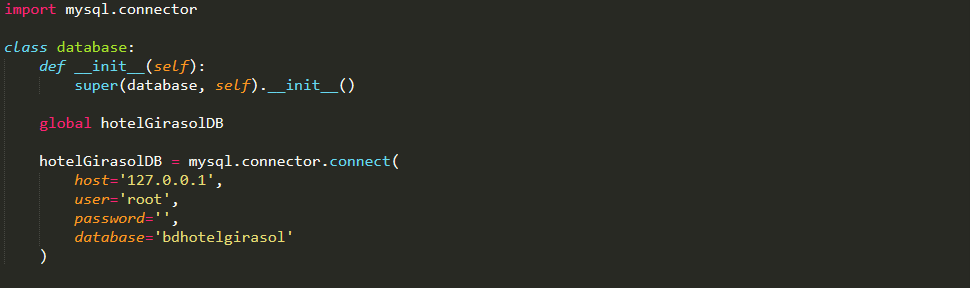 import mysql.connector

class database:
    def __init__(self):
        super(database, self).__init__()

    global hotelGirasolDB

    hotelGirasolDB = mysql.connector.connect(
        host='127.0.0.1',
        user='root',
        password='',
        database='bdhotelgirasol'
    )